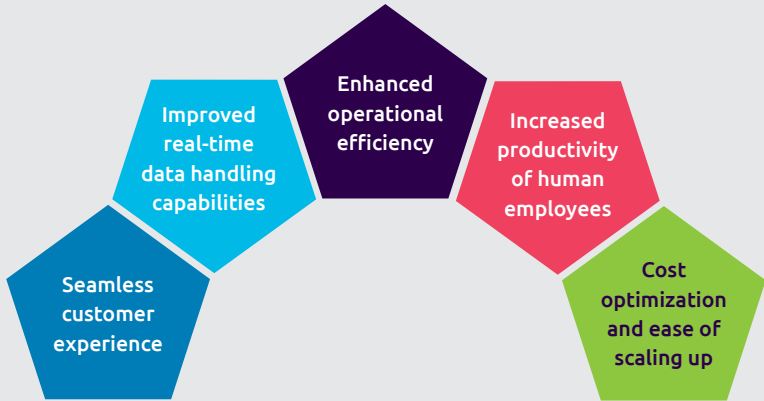 Seamless
customer
experience
Improved
real-time
data handling
capabilities
Enhanced
operational
efficiency
Increased
productivity
of human
employees
Cost
optimization
and ease of
scaling up